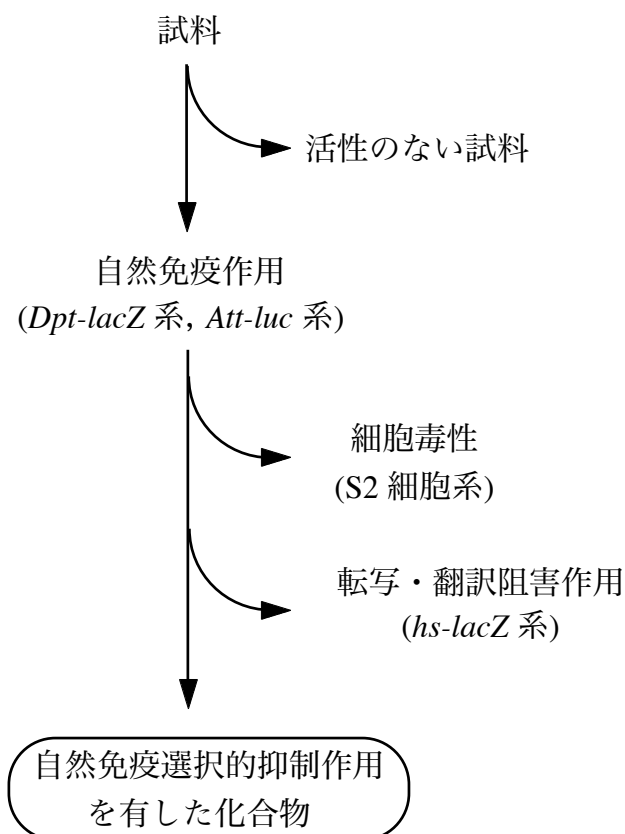 試料
活性のない試料
自然免疫作用
(Dpt-lacZ 系, Att-luc 系)
細胞毒性
(S2 細胞系)
転写・翻訳阻害作用
(hs-lacZ 系)
自然免疫選択的抑制作用
を有した化合物